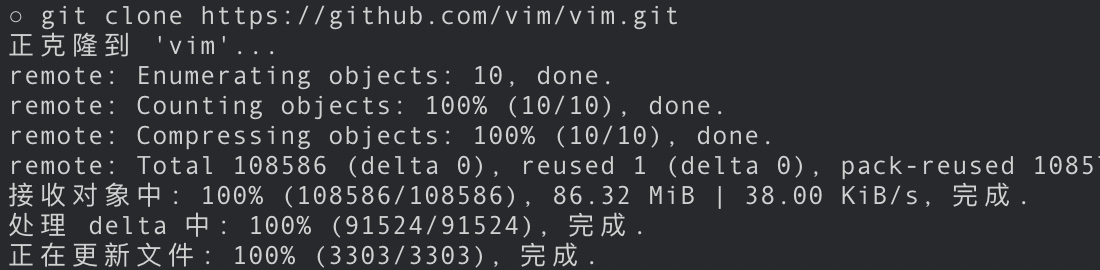 ○ git clone https://github.com/vim/vim.git
正克隆到 'vim'...
remote: Enumerating objects: 10, done.
remote: Counting objects: 100% (10/10), done.
remote: Compressing objects: 100% (10/10), done.
remote: Total 108586 (delta 0), reused 1 (delta 0), pack-reused 1085
接收对象中: 100% (108586/108586), 86.32 MiB | 38.00 KiB/s, 完成.
处理 delta 中: 100% (91524/91524), 完成.
正在更新文件: 100% (3303/3303), 完成.